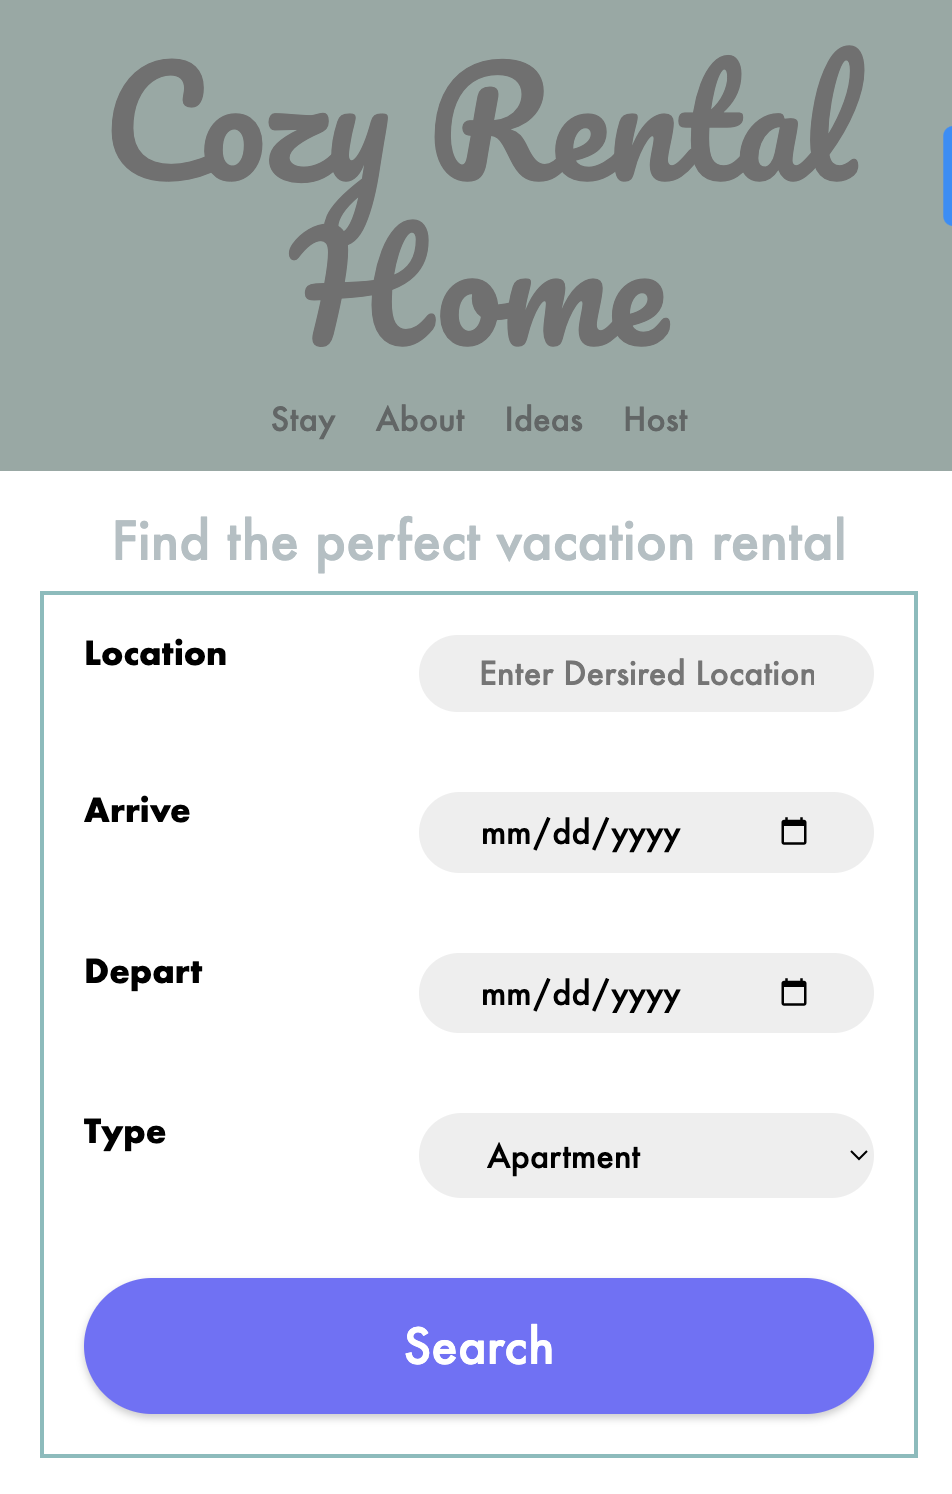 Cozy Rental
Home
Stay About Ideas Host
Find the perfect vacation rental
Location
Enter Dersired Location
Arrive
mm/dd/yyyy
Depart
mm/dd/yyyy
Type
Apartment
Search